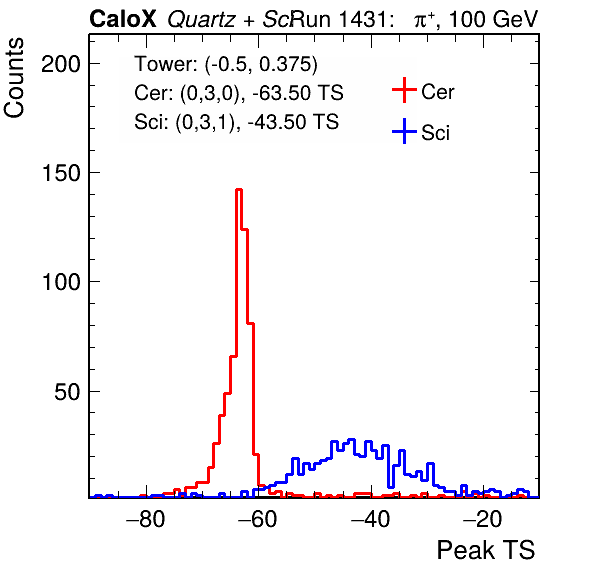 CaloX Quartz + ScRun 1431: π⁺, 100 GeV
Counts
Tower: (-0.5, 0.375)
Cer: (0,3,0), -63.50 TS
Sci: (0,3,1), -43.50 TS
Cer
Sci
200
150
100
50
−80 −60 −40 −20
Peak TS